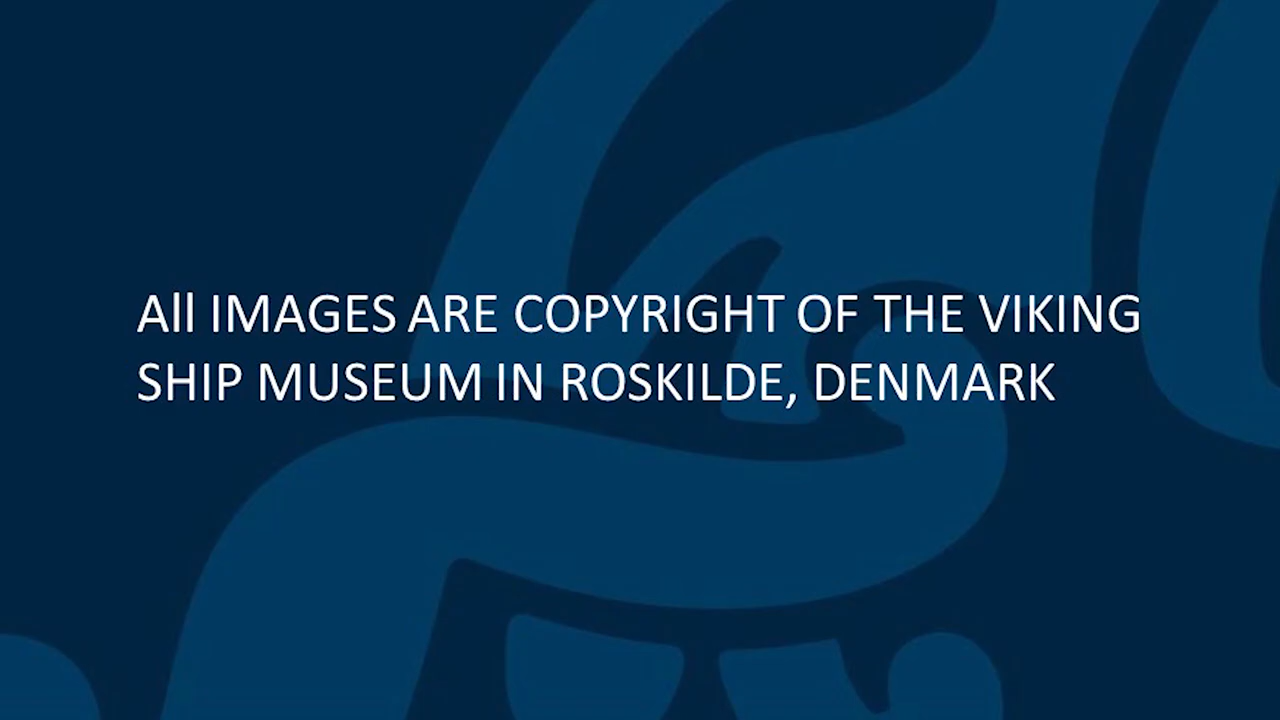 All IMAGES ARE COPYRIGHT OF THE VIKING
SHIP MUSEUM IN ROSKILDE, DENMARK